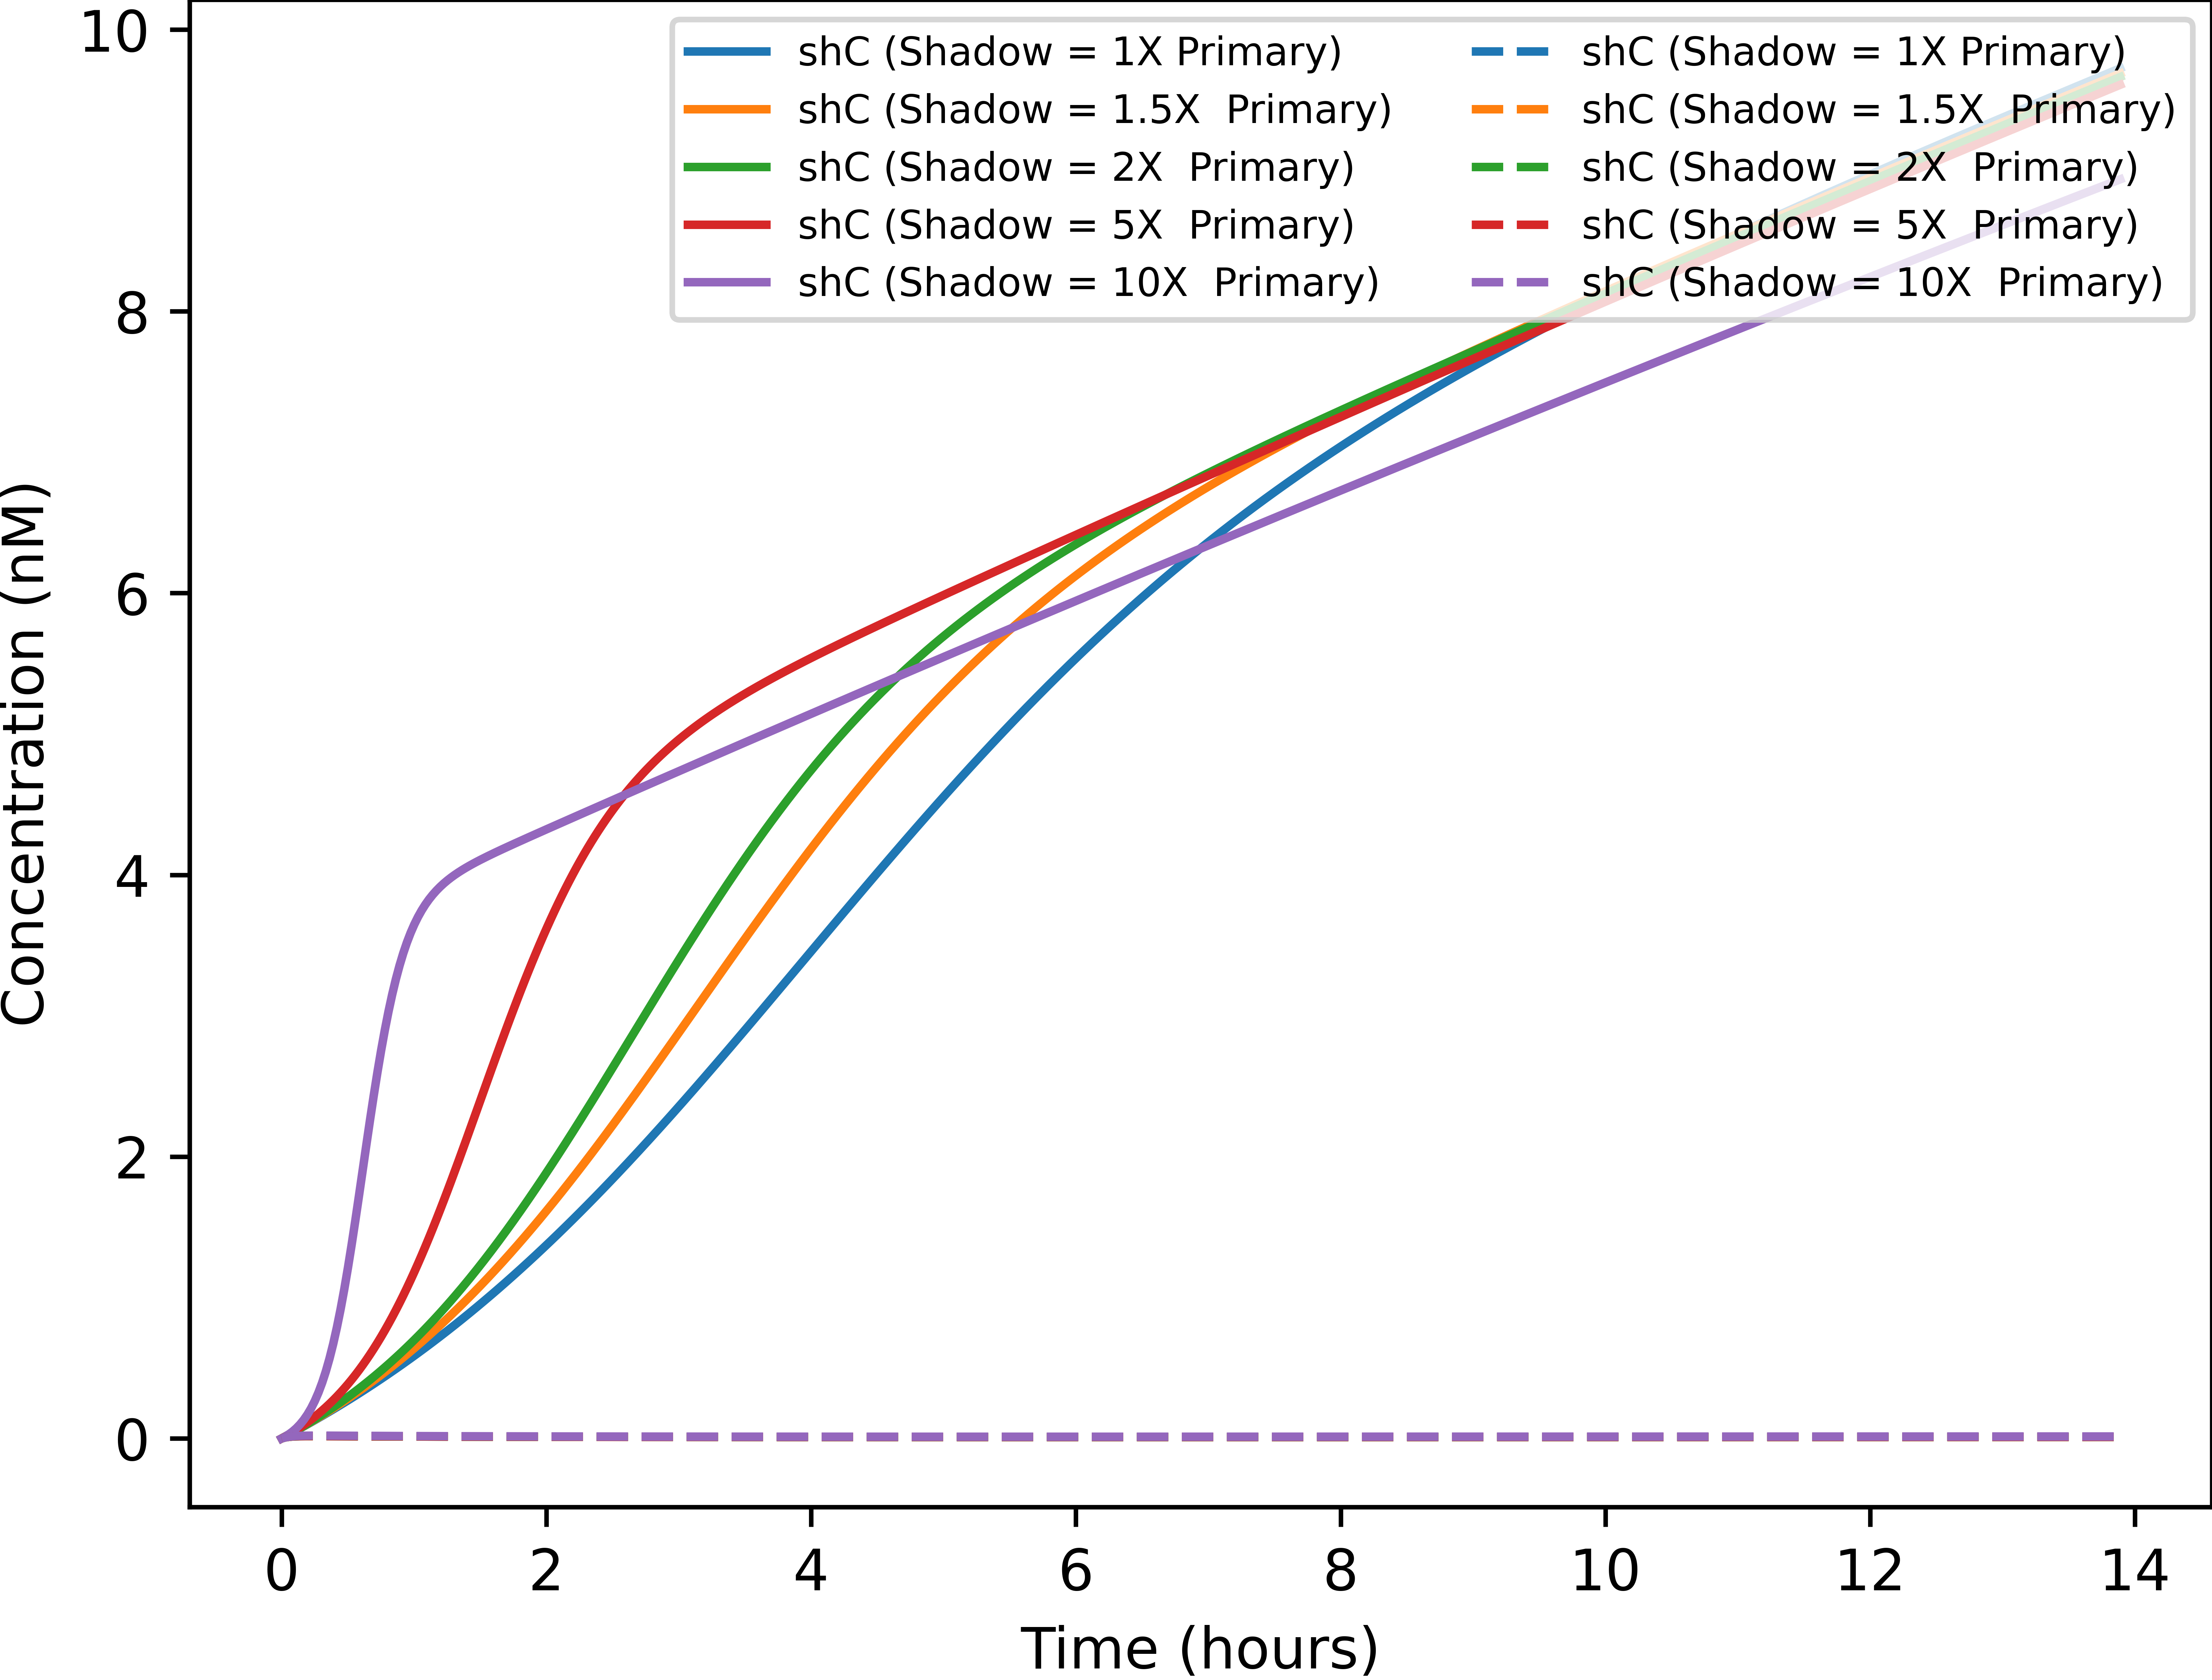 10
8
6
4
2
0
Concentration (nM)
shC (Shadow = 1X Primary)
shC (Shadow = 1.5X  Primary)
shC (Shadow = 2X  Primary)
shC (Shadow = 5X  Primary)
shC (Shadow = 10X  Primary)
shC (Shadow = 1X Primary)
shC (Shadow = 1.5X  Primary)
shC (Shadow = 2X  Primary)
shC (Shadow = 5X  Primary)
shC (Shadow = 10X  Primary)
0 2 4 6 8 10 12 14
Time (hours)